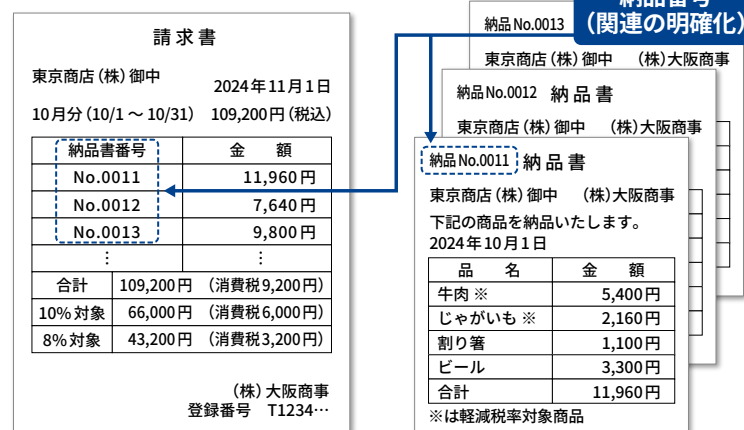 請求書
東京商店(株)御中
2024年11月1日
10月分(10/1～10/31) 109,200円(税込)
納品書番号 金 額
No.0011 11,960円
No.0012 7,640円
No.0013 9,800円
⋮ ⋮
合計 109,200円 (消費税9,200円)
10%対象 66,000円 (消費税6,000円)
8%対象 43,200円 (消費税3,200円)
(株)大阪商事
登録番号 T1234…
納品番号
(関連の明確化)
納品No.0013
東京商店(株)御中 (株)大阪商事
納品No.0012 納品書
東京商店(株)御中 (株)大阪商事
納品No.0011 納品書
東京商店(株)御中 (株)大阪商事
下記の商品を納品いたします。
2024年10月1日
品 名 金 額
牛肉※ 5,400円
じゃがいも※ 2,160円
割り箸 1,100円
ビール 3,300円
合計 11,960円
※は軽減税率対象商品